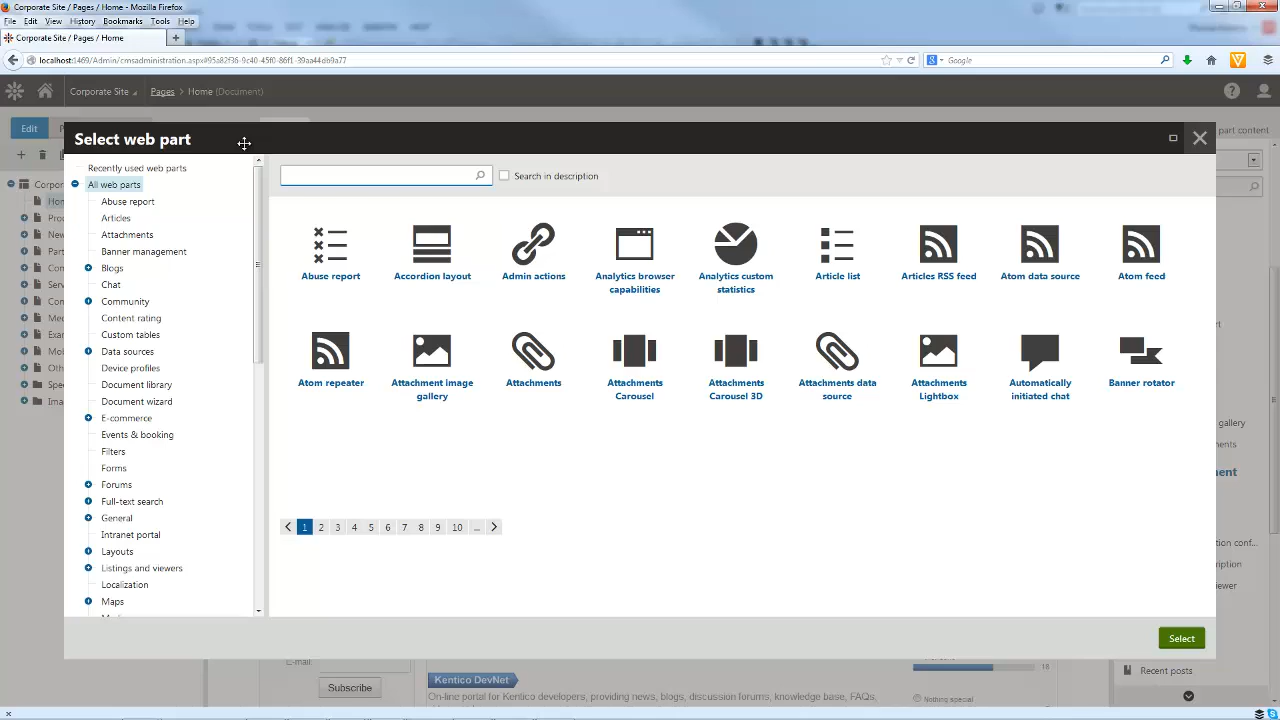 Corporate Site / Pages / Home - Mozilla Firefox
File Edit View History Bookmarks Tools Help
Corporate Site / Pages / Home
Google
Corporate Site Pages Home (Document)
Edit
part content
Select web part
Recently used web parts
All web parts
Abuse report
Articles
Attachments
Banner management
Blogs
Chat
Community
Content rating
Custom tables
Data sources
Device profiles
Document library
Document wizard
E-commerce
Events & booking
Filters
Forms
Forums
Full-text search
General
Intranet portal
Layouts
Listings and viewers
Localization
Maps
Search in description
Abuse report
Accordion layout
Admin actions
Analytics browser capabilities
Analytics custom statistics
Article list
Articles RSS feed
Atom data source
Atom feed
Atom repeater
Attachment image gallery
Attachments
Attachments Carousel
Attachments Carousel 3D
Attachments data source
Attachments Lightbox
Automatically initiated chat
Banner rotator
1 2 3 4 5 6 7 8 9 10 ...
Select
E-mail:
Subscribe
Kentico DevNet
On-line portal for Kentico developers, providing news, blogs, discussion forums, knowledge base, FAQs,
18
Nothing special
Recent posts